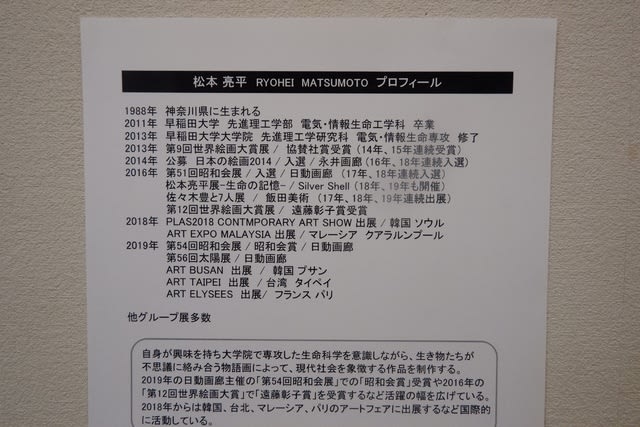 松本 亮平 RYOHEI MATSUMOTO プロフィール
1988年 神奈川県に生まれる
2011年 早稲田大学 先進理工学部 電気・情報生命工学科 卒業
2013年 早稲田大学大学院 先進理工学研究科 電気・情報生命専攻 修了
2013年 第9回世界絵画大賞展 / 協賛社賞受賞 (14年、15年連続受賞)
2014年 公募 日本の絵画2014 / 入選 / 永井画廊 (16年、18年連続入選)
2016年 第51回昭和会展 / 入選 / 日動画廊 (17年、18年連続入選)
松本亮平展-生命の記憶- / Silver Shell (18年、19年も開催)
佐々木豊と7人展 / 飯田美術 (17年、18年、19年連続出展)
第12回世界絵画大賞展 / 遠藤彰子賞受賞
2018年 PLAS2018 CONTMPORARY ART SHOW 出展 / 韓国 ソウル
ART EXPO MALAYSIA 出展 / マレーシア クアラルンプール
2019年 第54回昭和会展 / 昭和会賞 / 日動画廊
第56回太陽展 / 日動画廊
ART BUSAN 出展 / 韓国 プサン
ART TAIPEI 出展 / 台湾 タイペイ
ART ELYSEES 出展 / フランス パリ
他グループ展多数
自身が興味を持ち大学院で専攻した生命科学を意識しながら、生き物たちが
不思議に絡み合う物語画によって、現代社会を象徴する作品を制作する。
2019年の日動画廊主催の「第54回昭和会展」での「昭和会賞」受賞や2016年の
「第12回世界絵画大賞」で「遠藤彰子賞」を受賞するなど活躍の幅を広げている。
2018年からは韓国、台北、マレーシア、パリのアートフェアに出展するなど国際的
に活動している。